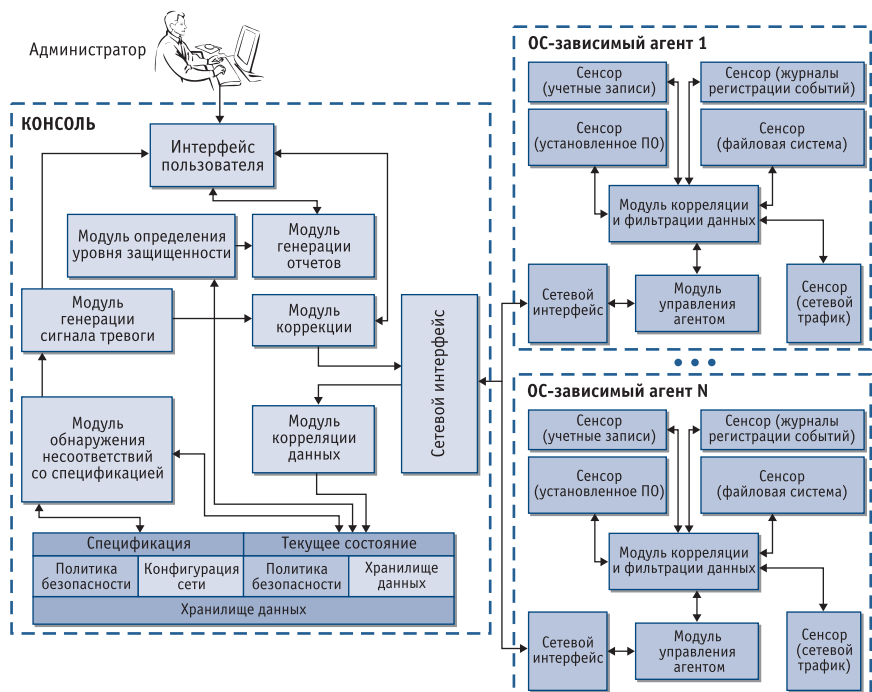 Администратор
КОНСОЛЬ
Интерфейс
пользователя
Модуль определения
уровня защищенности
Модуль
генерации
отчетов
Модуль
генерации
сигнала тревоги
Модуль
коррекции
Сетевой интерфейс
Модуль
обнаружения
несоответствий
со спецификацией
Модуль
корреляции
данных
Спецификация
Текущее состояние
Политика
безопасности
Конфигурация
сети
Политика
безопасности
Хранилище
данных
Хранилище данных
ОС-зависимый агент 1
Сенсор
(учетные записи)
Сенсор (журналы
регистрации событий)
Сенсор
(установленное ПО)
Сенсор
(файловая система)
Модуль корреляции
и фильтрации данных
Сетевой
интерфейс
Модуль
управления
агентом
Сенсор
(сетевой
трафик)
ОС-зависимый агент N
Сенсор
(учетные записи)
Сенсор (журналы
регистрации событий)
Сенсор
(установленное ПО)
Сенсор
(файловая система)
Модуль корреляции
и фильтрации данных
Сетевой
интерфейс
Модуль
управления
агентом
Сенсор
(сетевой
трафик)